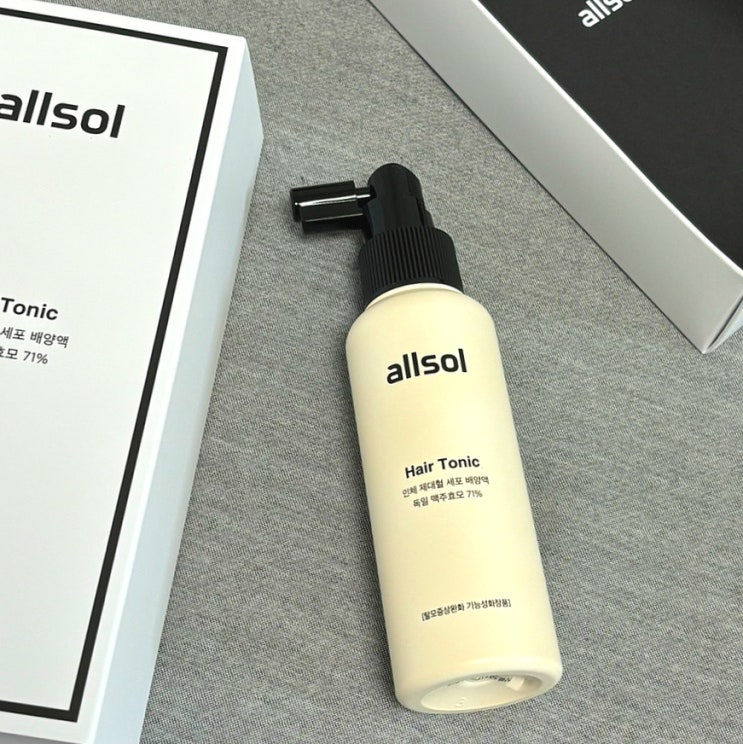 allsol
Tonic
세포 배양액
효모 71%
allsol
allsol
Hair Tonic
인체 제대혈 세포 배양액
독일 맥주효모 71%
[탈모증상완화 기능성화장품]